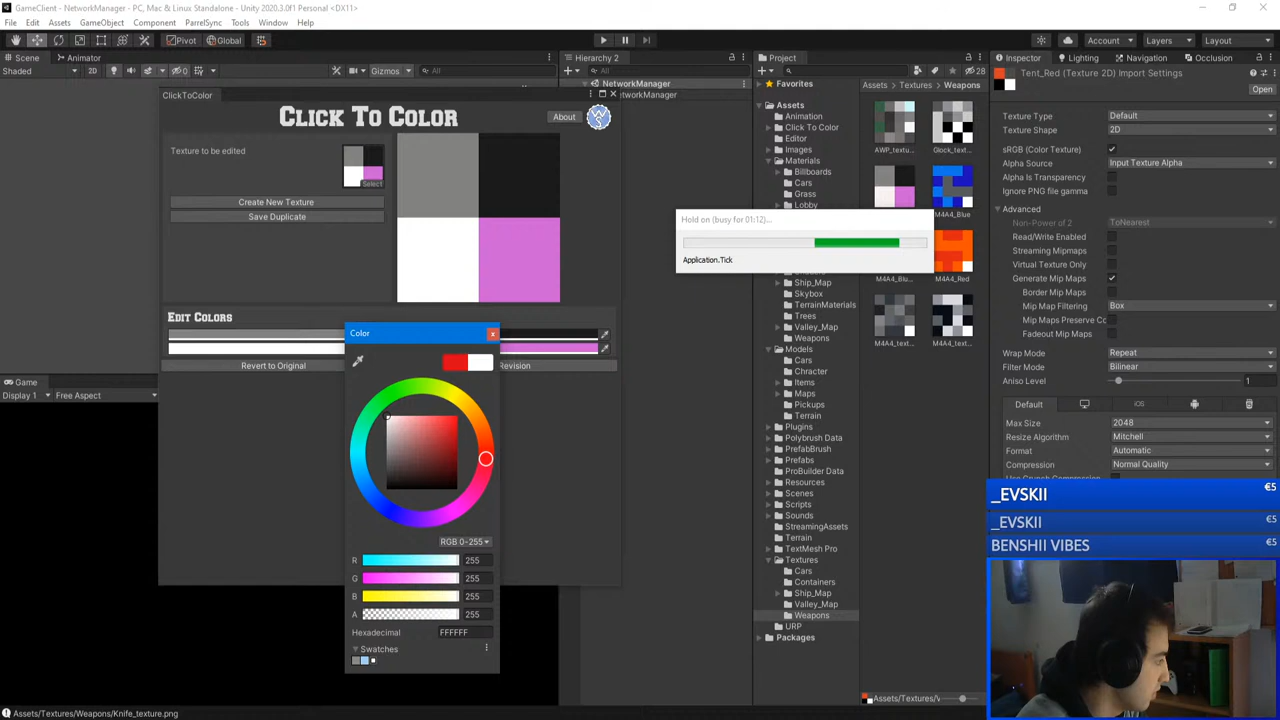 GameClient - NetworkManager - PC, Mac & Linux Standalone - Unity 2020.3.0f1 Personal <DX11>
File Edit Assets GameObject Component ParrelSync Tools Window Help
Pivot Global Account Layers Layout
Scene Animator
Shaded 2D 0 Gizmos All
Hierarchy 2
All
NetworkManager
NetworkManager
ClickToColor
CLICK TO COLOR
About
Texture to be edited
Select
Create New Texture
Save Duplicate
EDIT COLORS
Revert to Original
Revision
Color
RGB 0-255
R 255
G 255
B 255
A 255
Hexadecimal FFFFFF
Swatches
Game
Display 1 Free Aspect
Assets/Textures/Weapons/Knife_texture.png
Hold on (busy for 01:12)...
Application.Tick
Project
28
Favorites
Assets
Animation
Click To Color
Editor
Images
Materials
Billboards
Cars
Grass
Lobby
Ship_Map
Skybox
TerrainMaterials
Trees
Valley_Map
Weapons
Models
Cars
Chracter
Items
Maps
Pickups
Terrain
Plugins
Polybrush Data
PrefabBrush
Prefabs
ProBuilder Data
Resources
Scenes
Scripts
Sounds
StreamingAssets
Terrain
TextMesh Pro
Textures
Cars
Containers
Ship_Map
Valley_Map
Weapons
URP
Packages
Assets Textures Weapons
AWP_textu... Glock_text...
M4A4_Blue
M4A4_Blu... M4A4_Red
M4A4_text... M4A4_text...
Assets/Textures/V
Inspector Lighting Navigation Occlusion
Tent_Red (Texture 2D) Import Settings
Open
Texture Type Default
Texture Shape 2D
sRGB (Color Texture)
Alpha Source Input Texture Alpha
Alpha Is Transparency
Ignore PNG file gamma
Advanced
Non-Power of 2 ToNearest
Read/Write Enabled
Streaming Mipmaps
Virtual Texture Only
Generate Mip Maps
Border Mip Maps
Mip Map Filtering Box
Mip Maps Preserve Co
Fadeout Mip Maps
Wrap Mode Repeat
Filter Mode Bilinear
Aniso Level 1
Default iOS
Max Size 2048
Resize Algorithm Mitchell
Format Automatic
Compression Normal Quality
_EVSKII €5
_EVSKII €5
BENSHII VIBES €5